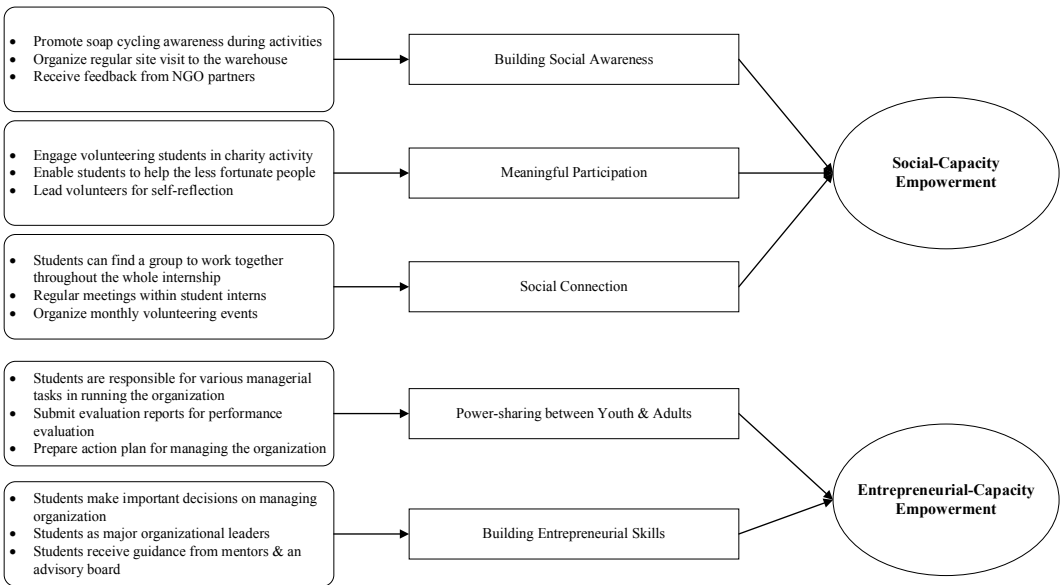 • Promote soap cycling awareness during activities
• Organize regular site visit to the warehouse
• Receive feedback from NGO partners
Building Social Awareness
• Engage volunteering students in charity activity
• Enable students to help the less fortunate people
• Lead volunteers for self-reflection
Meaningful Participation
• Students can find a group to work together
throughout the whole internship
• Regular meetings within student interns
• Organize monthly volunteering events
Social Connection
Social-Capacity
Empowerment
• Students are responsible for various managerial
tasks in running the organization
• Submit evaluation reports for performance
evaluation
• Prepare action plan for managing the organization
Power-sharing between Youth & Adults
• Students make important decisions on managing
organization
• Students as major organizational leaders
• Students receive guidance from mentors & an
advisory board
Building Entrepreneurial Skills
Entrepreneurial-Capacity
Empowerment